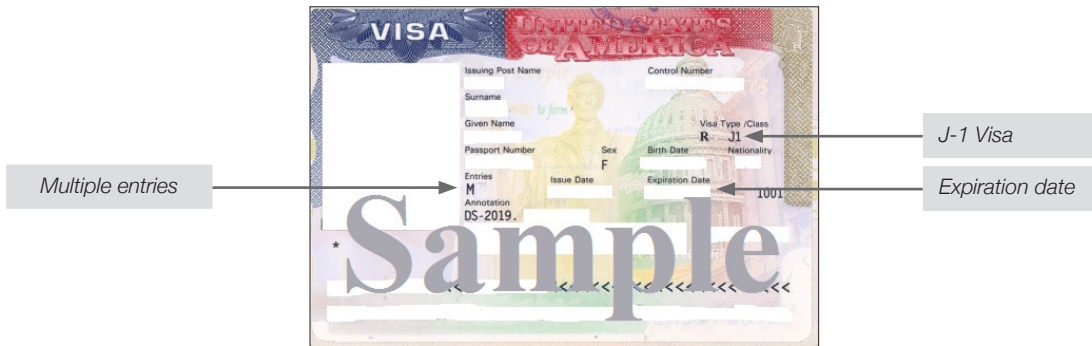 VISA
UNITED STATES
OF AMERICA
Issuing Post Name
Control Number
Surname
Given Name
Visa Type /Class
R J1
J-1 Visa
Passport Number
Sex
F
Birth Date
Nationality
Multiple entries
Entries
M
Issue Date
Expiration Date
Expiration date
1001
Annotation
DS-2019.
Sample
*
<< <<<<<<<<<<<<<<<<